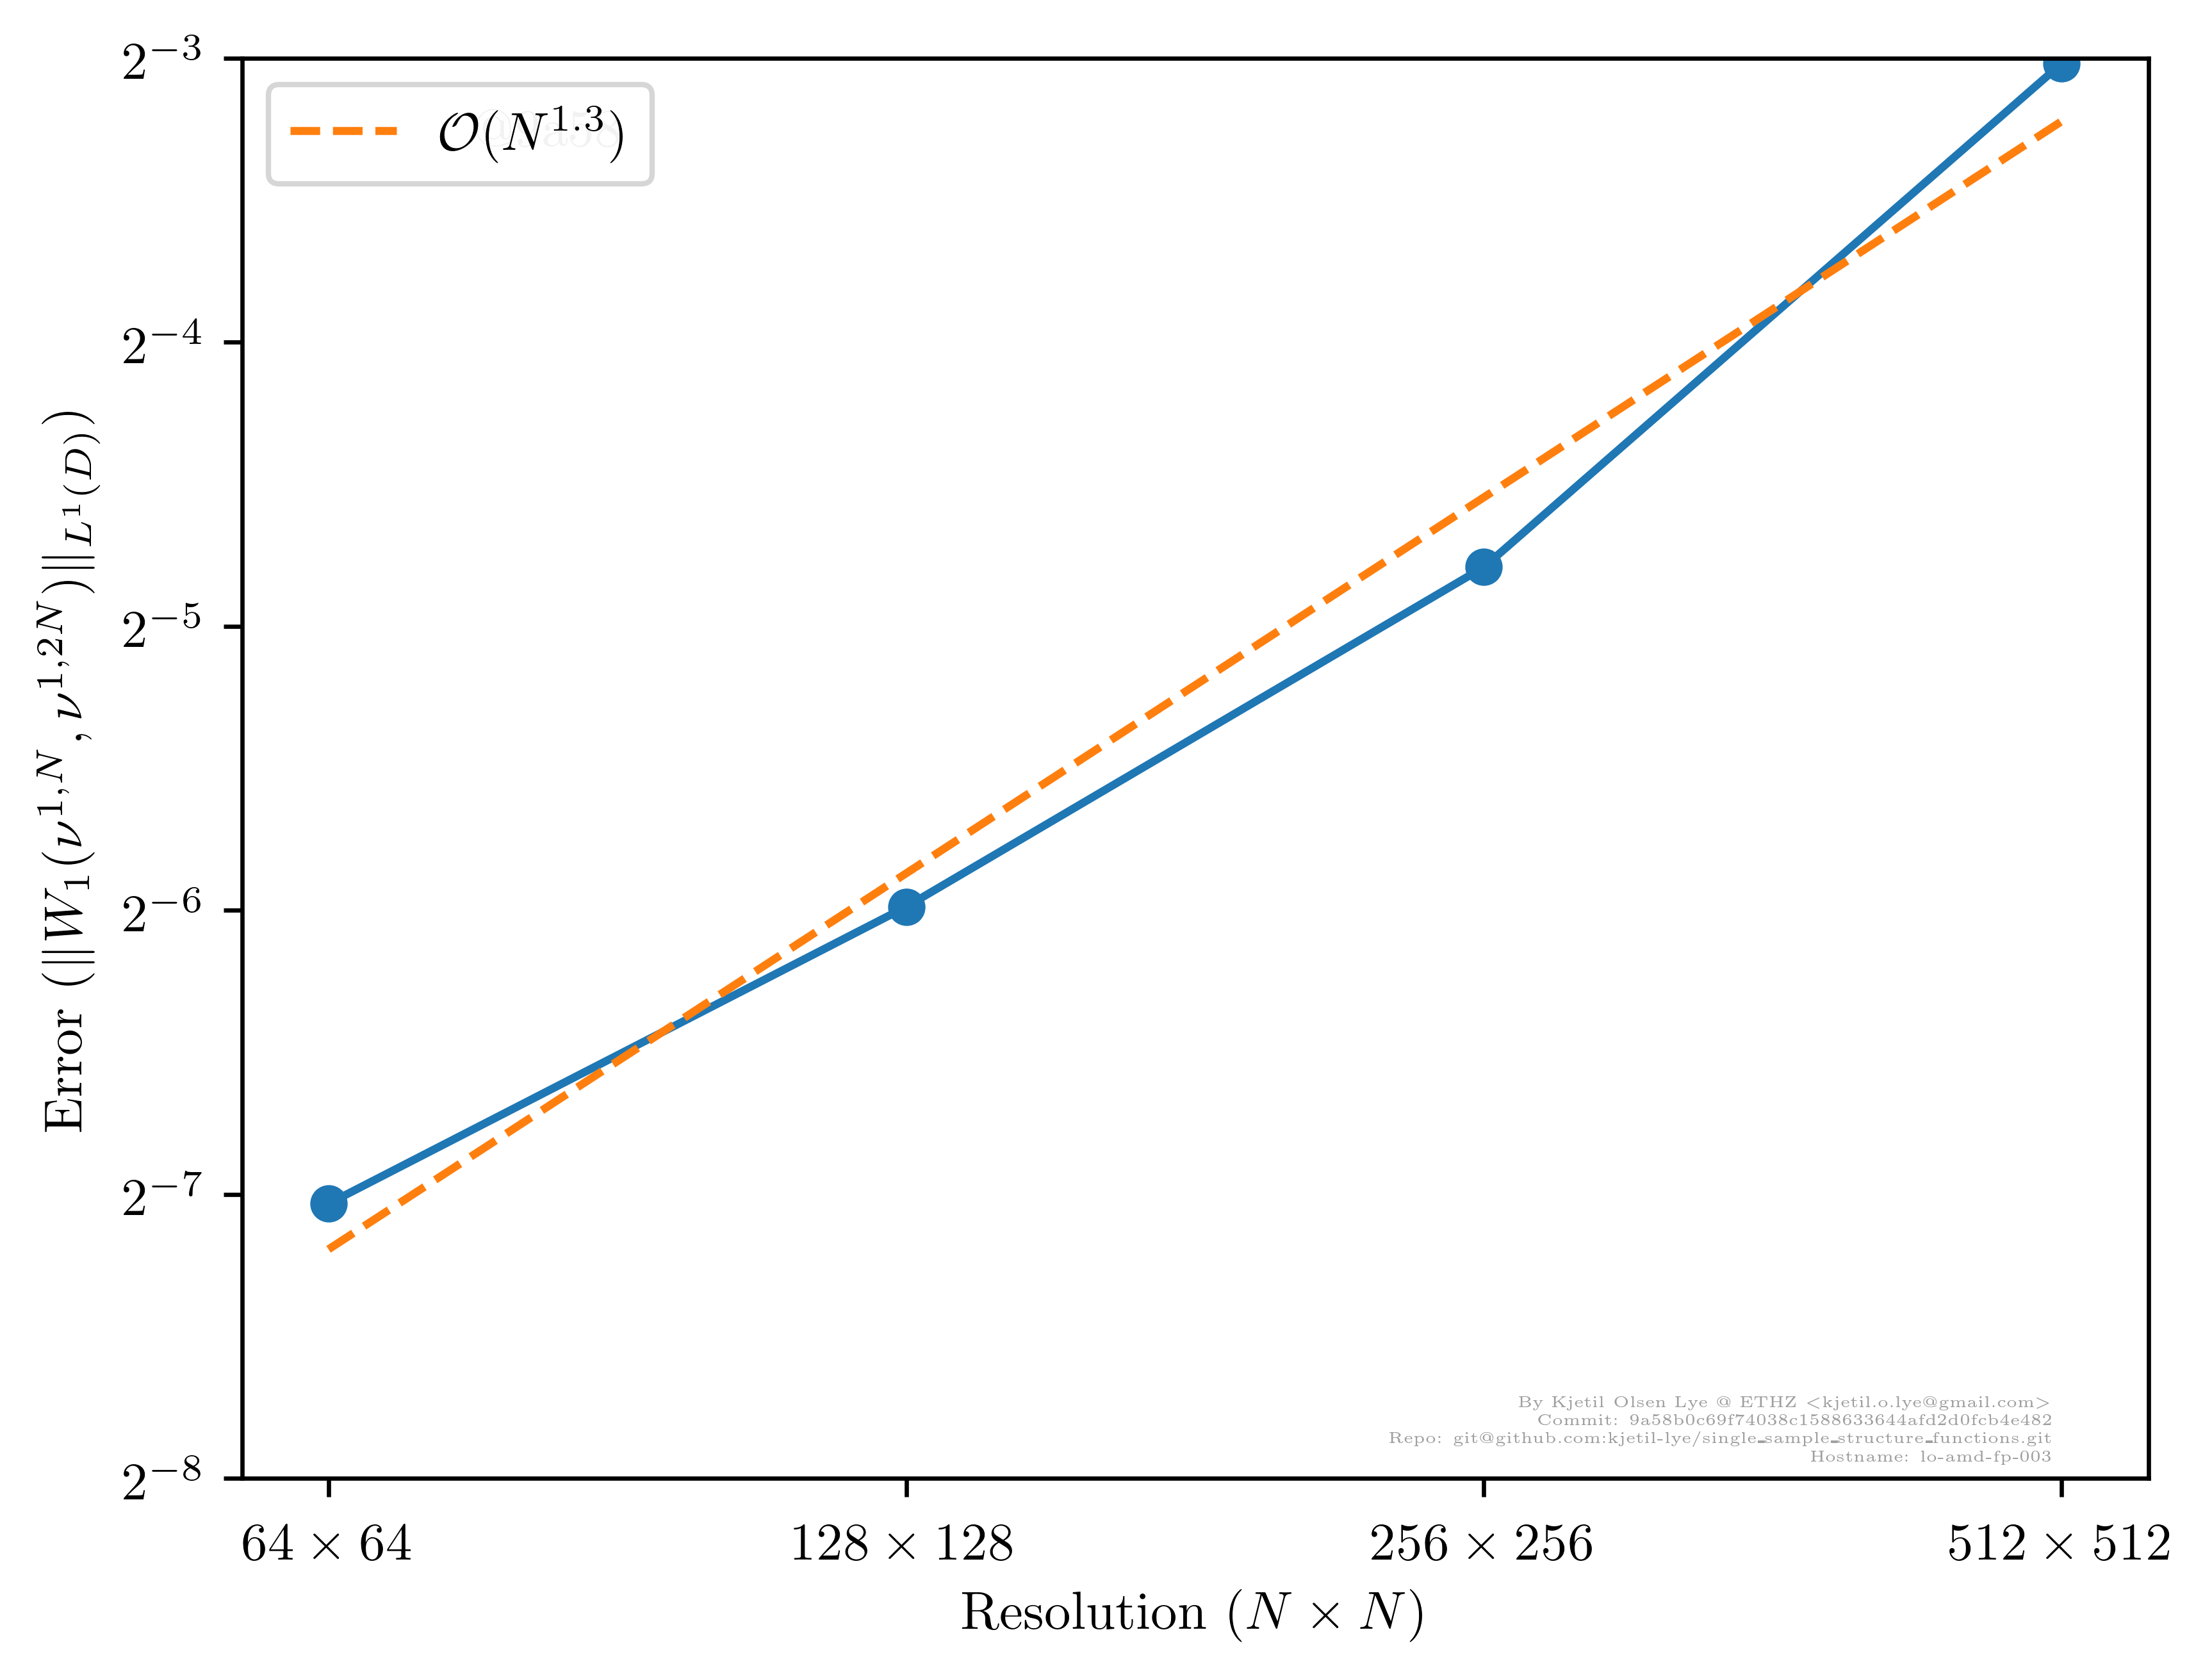 2^{-3}
𝒪(N^{1.3})
2^{-4}
2^{-5}
2^{-6}
2^{-7}
2^{-8}
Error (||W_1(ν^{1,N}, ν^{1,2N})||_{L^1(D)})
By Kjetil Olsen Lye @ ETHZ <kjetil.o.lye@gmail.com>
Commit: 9a58b0c69f74038c1588633644afd2d0fcb4e482
Repo: git@github.com:kjetil-lye/single_sample_structure_functions.git
Hostname: lo-amd-fp-003
64 × 64 128 × 128 256 × 256 512 × 512
Resolution (N × N)